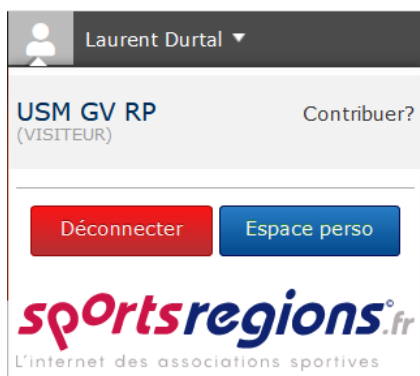 Laurent Durtal ▼
USM GV RP Contribuer?
(VISITEUR)
Déconnecter Espace perso
sportsregions©.fr
L'internet des associations sportives